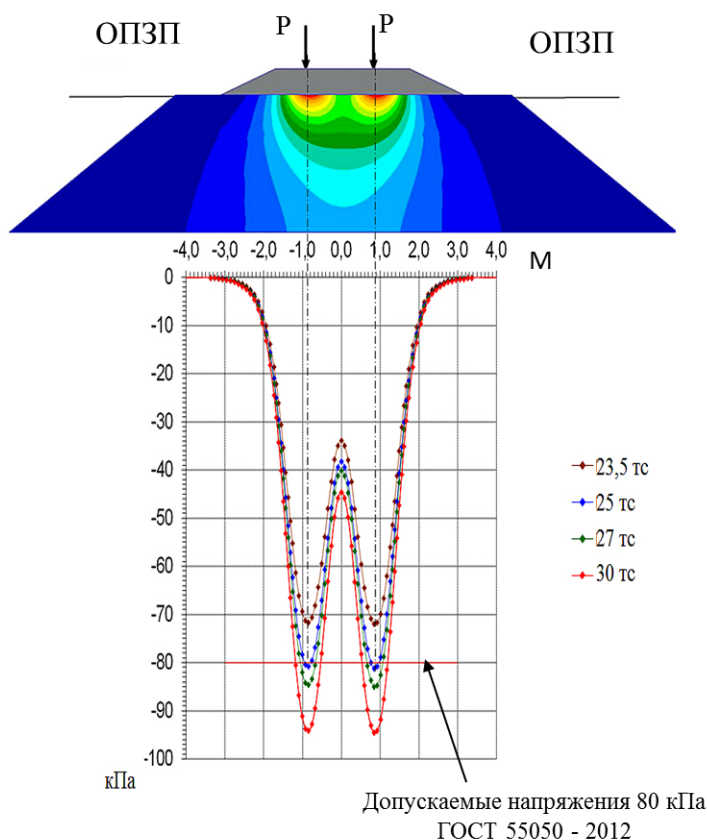 ОПЗП P P ОПЗП
-4,0 -3,0 -2,0 -1,0 0,0 1,0 2,0 3,0 4,0 М
0
-10
-20
-30
-40
-50
-60
-70
-80
-90
-100
кПа
23,5 тс
25 тс
27 тс
30 тс
Допускаемые напряжения 80 кПа
ГОСТ 55050 - 2012